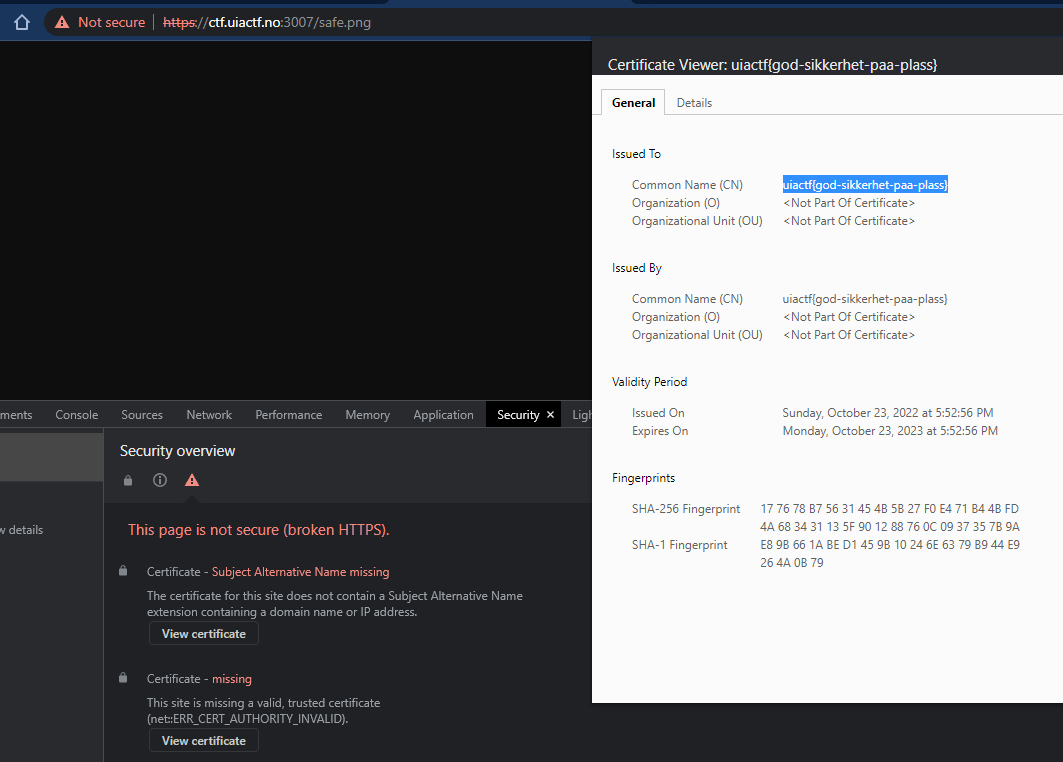 Not secure https://ctf.uiactf.no:3007/safe.png
Certificate Viewer: uiactf{god-sikkerhet-paa-plass}
General Details
Issued To
Common Name (CN) uiactf{god-sikkerhet-paa-plass}
Organization (O) <Not Part Of Certificate>
Organizational Unit (OU) <Not Part Of Certificate>
Issued By
Common Name (CN) uiactf{god-sikkerhet-paa-plass}
Organization (O) <Not Part Of Certificate>
Organizational Unit (OU) <Not Part Of Certificate>
Validity Period
Issued On Sunday, October 23, 2022 at 5:52:56 PM
Expires On Monday, October 23, 2023 at 5:52:56 PM
Fingerprints
SHA-256 Fingerprint 17 76 78 B7 56 31 45 4B 5B 27 F0 E4 71 B4 4B FD
4A 68 34 31 13 5F 90 12 88 76 0C 09 37 35 7B 9A
SHA-1 Fingerprint E8 9B 66 1A BE D1 45 9B 10 24 6E 63 79 B9 44 E9
26 4A 0B 79
ments Console Sources Network Performance Memory Application Security × Ligh
Security overview
w details
This page is not secure (broken HTTPS).
Certificate - Subject Alternative Name missing
The certificate for this site does not contain a Subject Alternative Name
extension containing a domain name or IP address.
View certificate
Certificate - missing
This site is missing a valid, trusted certificate
(net::ERR_CERT_AUTHORITY_INVALID).
View certificate